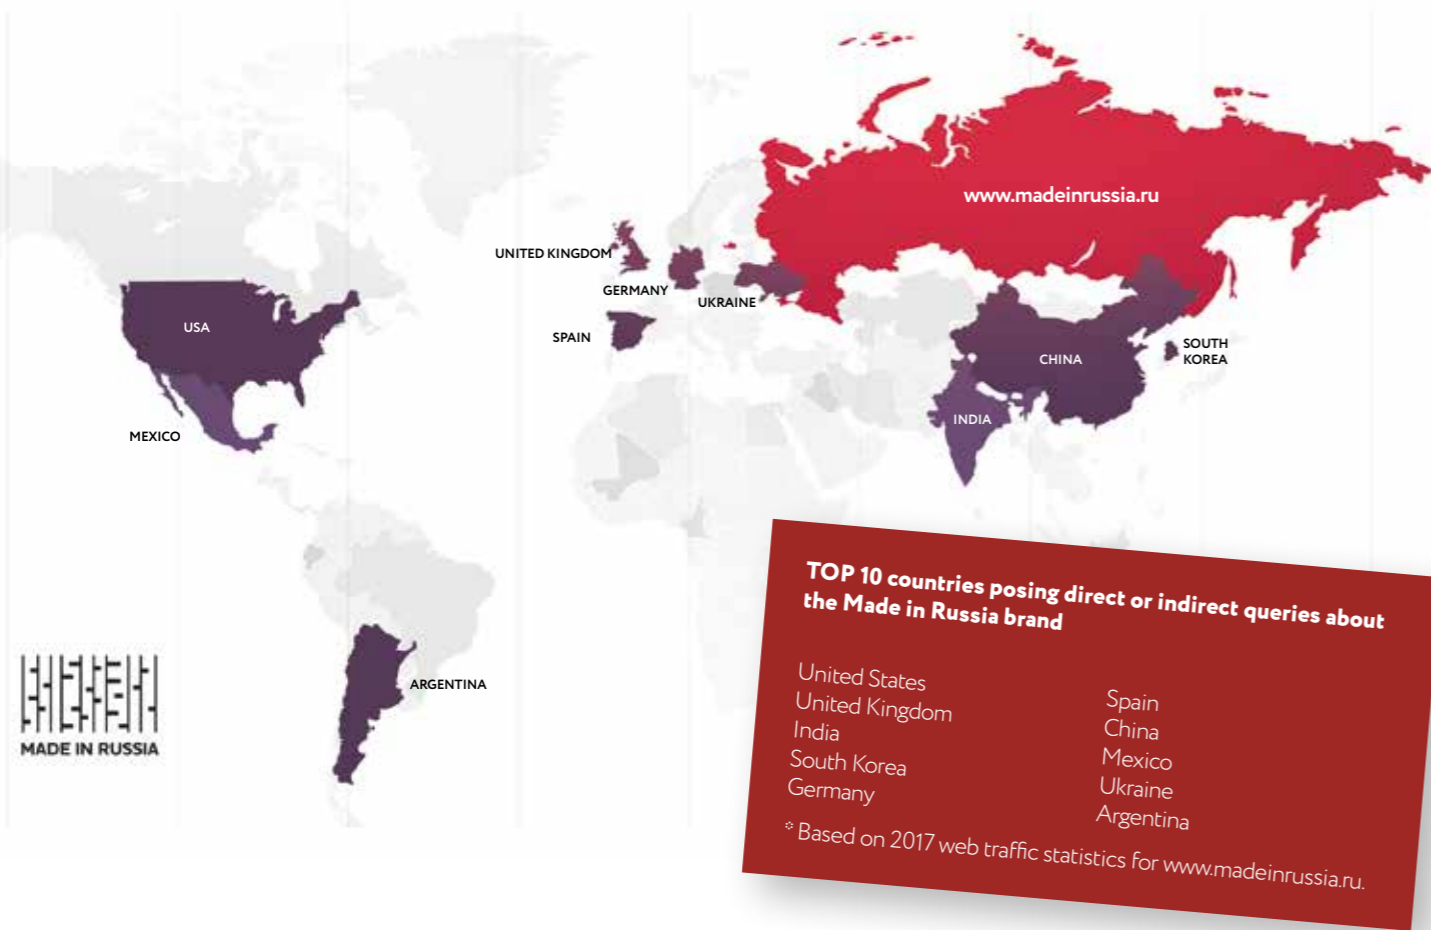 www.madeinrussia.ru
UNITED KINGDOM
GERMANY
UKRAINE
USA
SPAIN
SOUTH
KOREA
CHINA
INDIA
MEXICO
ARGENTINA
MADE IN RUSSIA
TOP 10 countries posing direct or indirect queries about
the Made in Russia brand
United States
United Kingdom
India
South Korea
Germany
Spain
China
Mexico
Ukraine
Argentina
* Based on 2017 web traffic statistics for www.madeinrussia.ru.